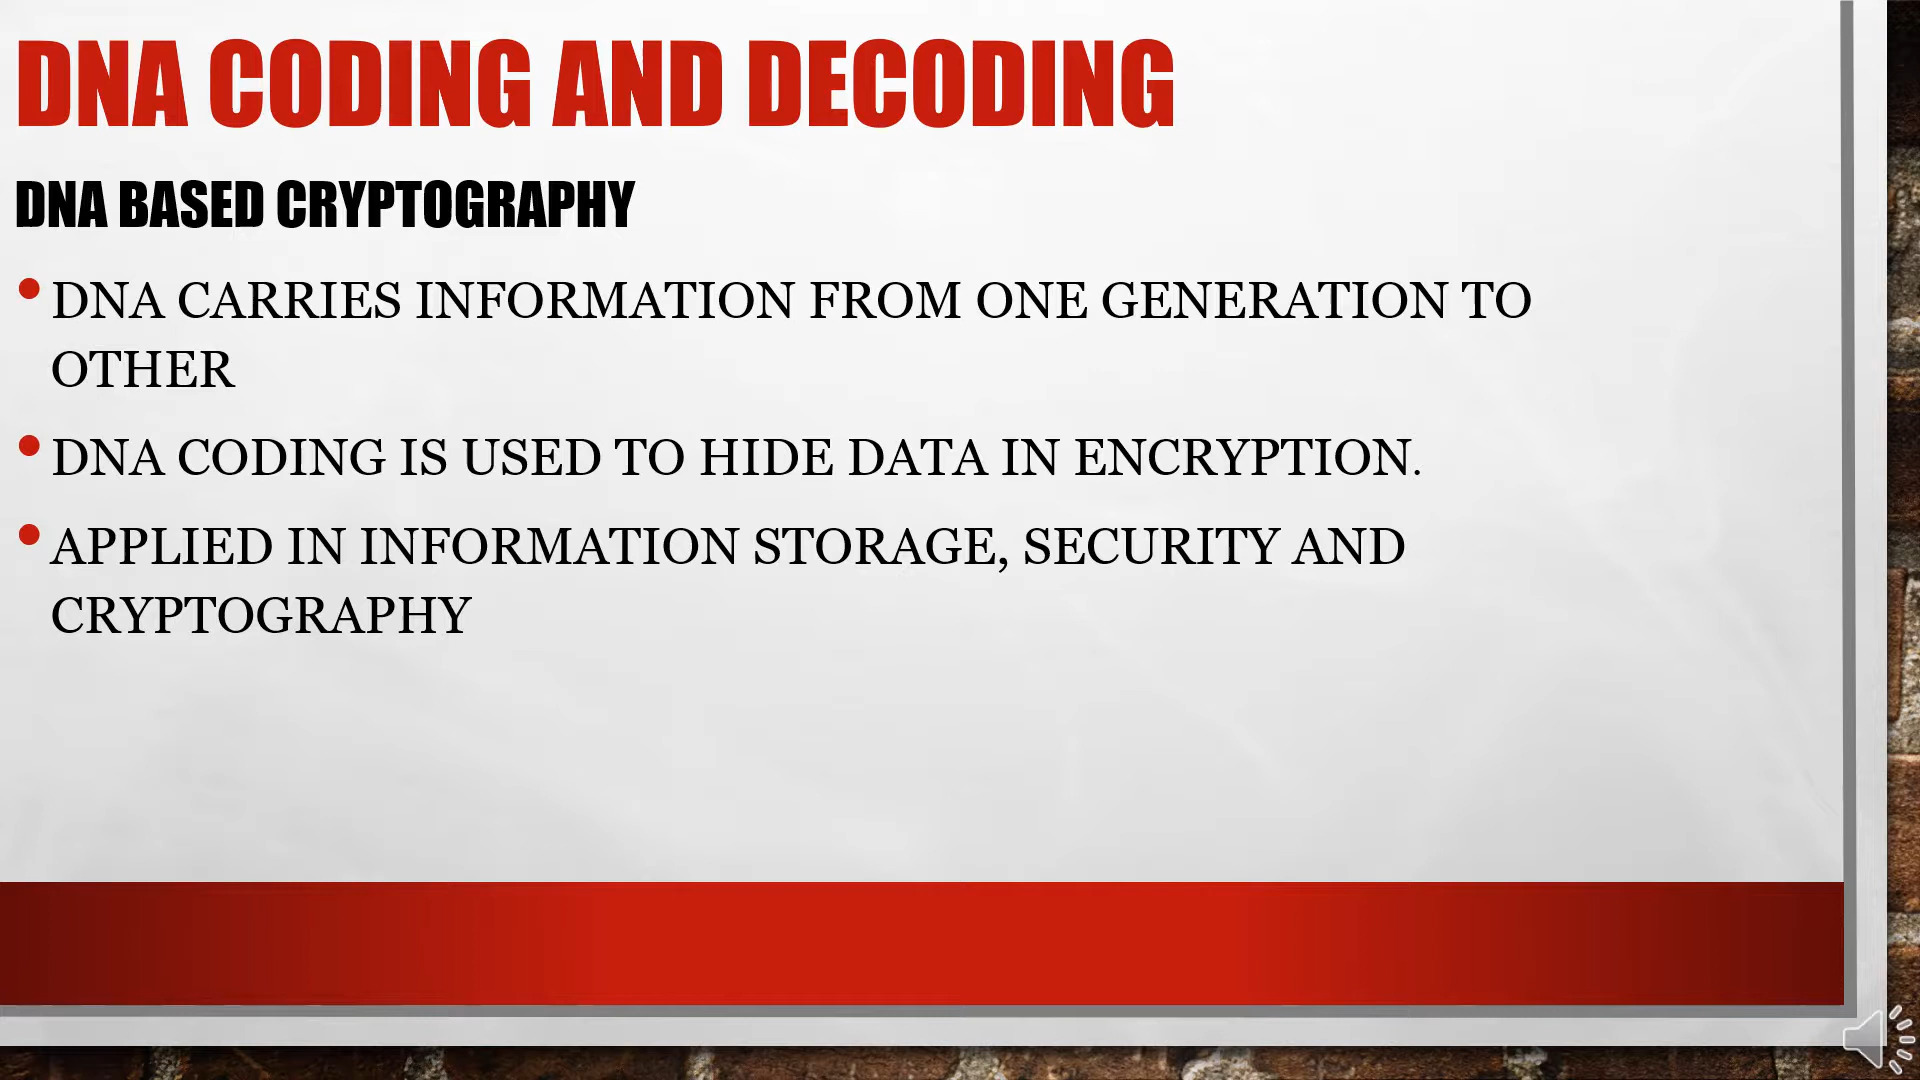 DNA CODING AND DECODING
DNA BASED CRYPTOGRAPHY
• DNA CARRIES INFORMATION FROM ONE GENERATION TO
OTHER
• DNA CODING IS USED TO HIDE DATA IN ENCRYPTION.
• APPLIED IN INFORMATION STORAGE, SECURITY AND
CRYPTOGRAPHY